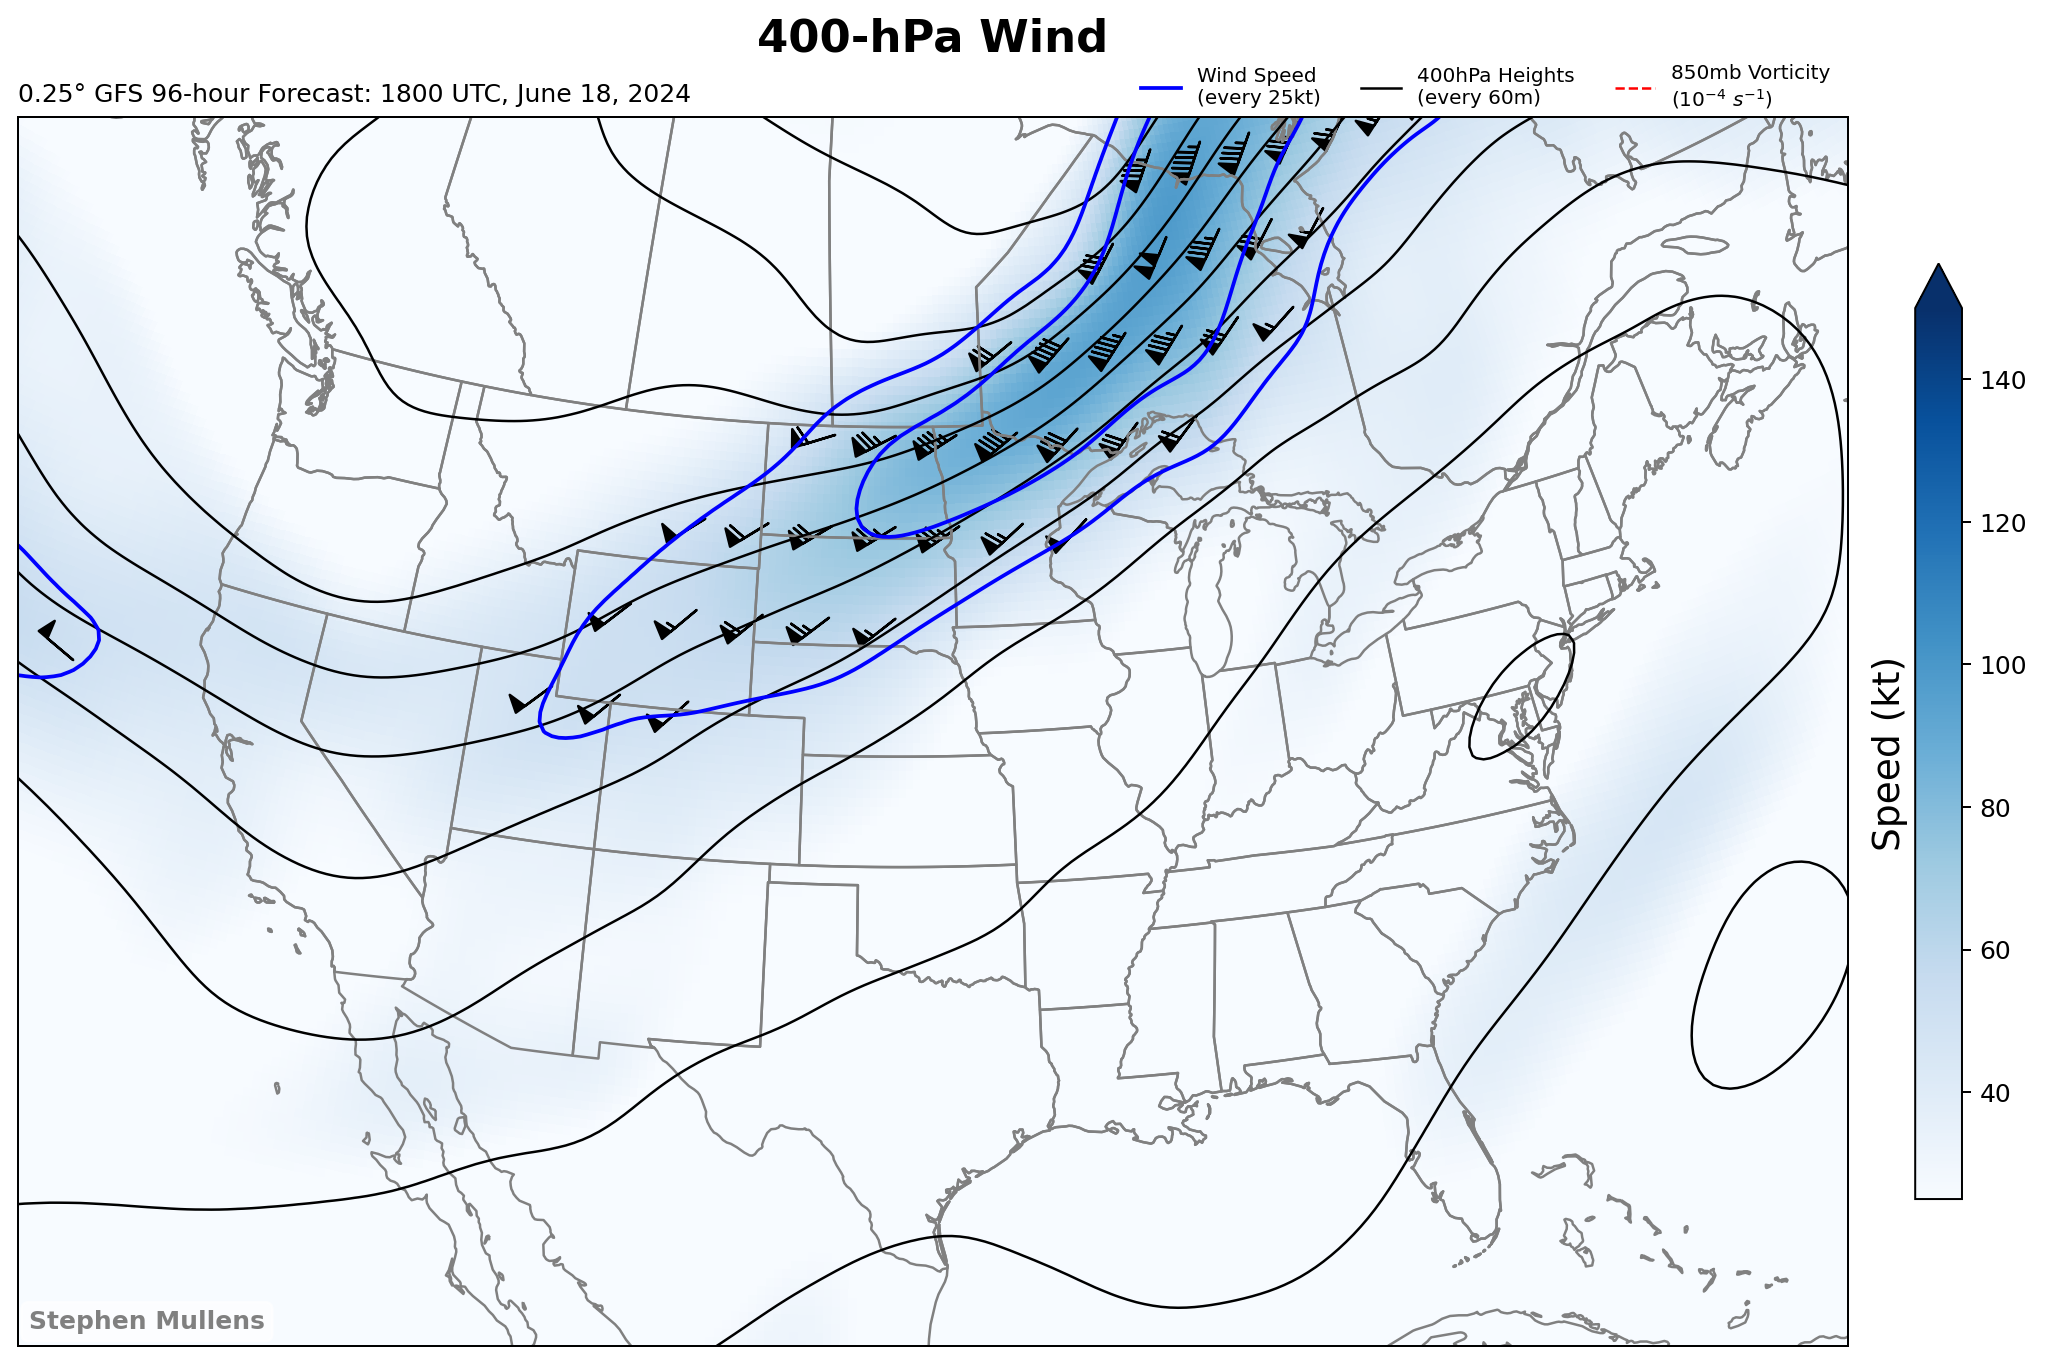 400-hPa Wind
0.25° GFS 96-hour Forecast: 1800 UTC, June 18, 2024
Wind Speed
(every 25kt)
400hPa Heights
(every 60m)
850mb Vorticity
(10⁻⁴ s⁻¹)
140
120
100
80
60
40
Speed (kt)
Stephen Mullens